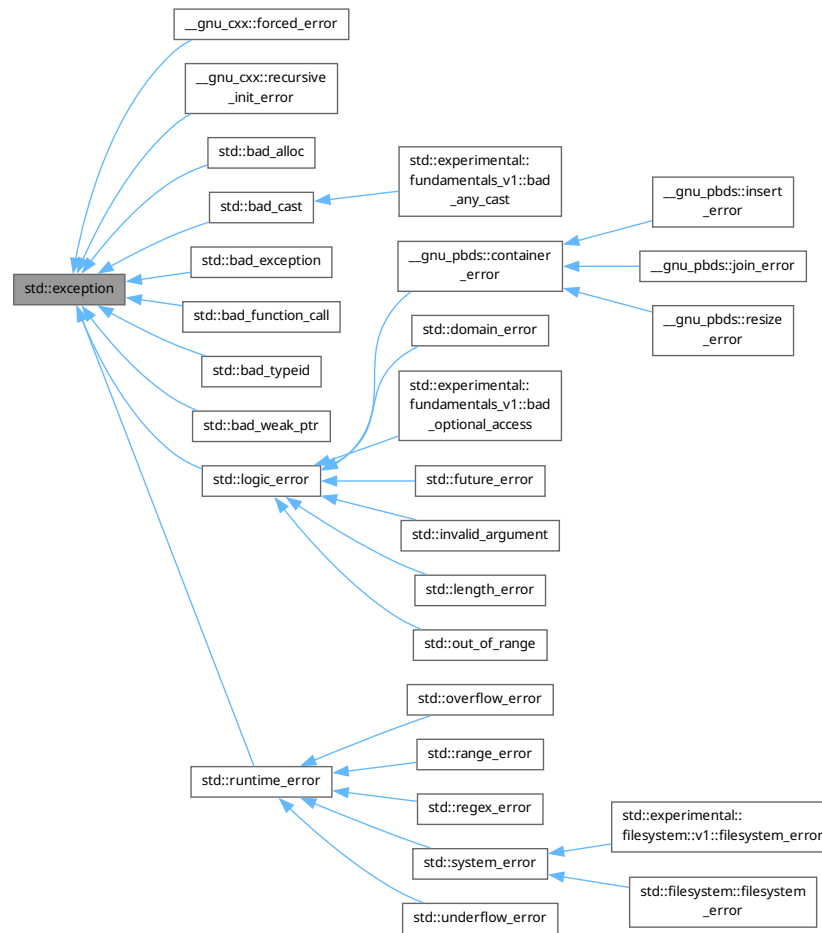 __gnu_cxx::forced_error
__gnu_cxx::recursive
_init_error
std::bad_alloc
std::bad_cast
std::bad_exception
std::exception
std::bad_function_call
std::bad_typeid
std::bad_weak_ptr
std::logic_error
std::runtime_error
std::experimental::
fundamentals_v1::bad
_any_cast
__gnu_pbds::container
_error
std::domain_error
std::experimental::
fundamentals_v1::bad
_optional_access
std::future_error
std::invalid_argument
std::length_error
std::out_of_range
std::overflow_error
std::range_error
std::regex_error
std::system_error
std::underflow_error
__gnu_pbds::insert
_error
__gnu_pbds::join_error
__gnu_pbds::resize
_error
std::experimental::
filesystem::v1::filesystem_error
std::filesystem::filesystem
_error